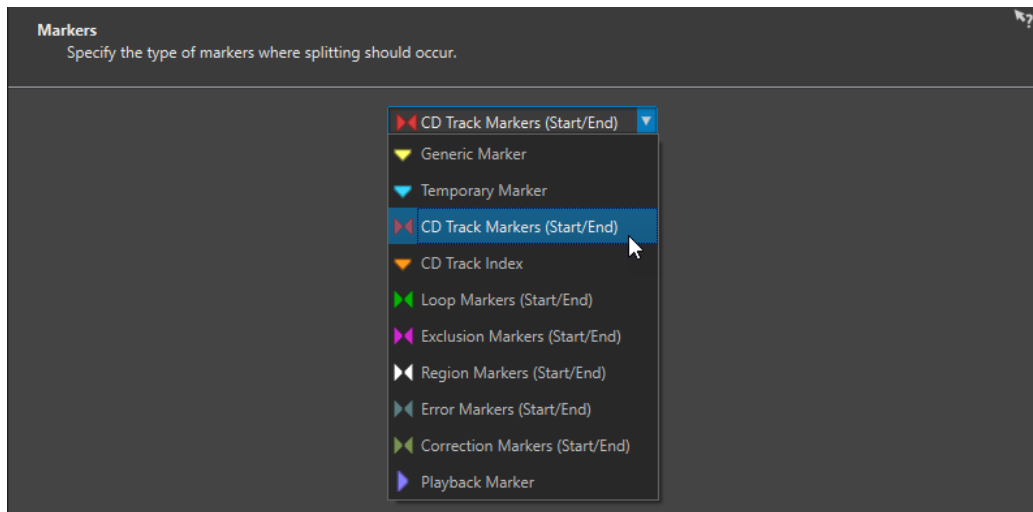 Markers
Specify the type of markers where splitting should occur.
CD Track Markers (Start/End)
Generic Marker
Temporary Marker
CD Track Markers (Start/End)
CD Track Index
Loop Markers (Start/End)
Exclusion Markers (Start/End)
Region Markers (Start/End)
Error Markers (Start/End)
Correction Markers (Start/End)
Playback Marker